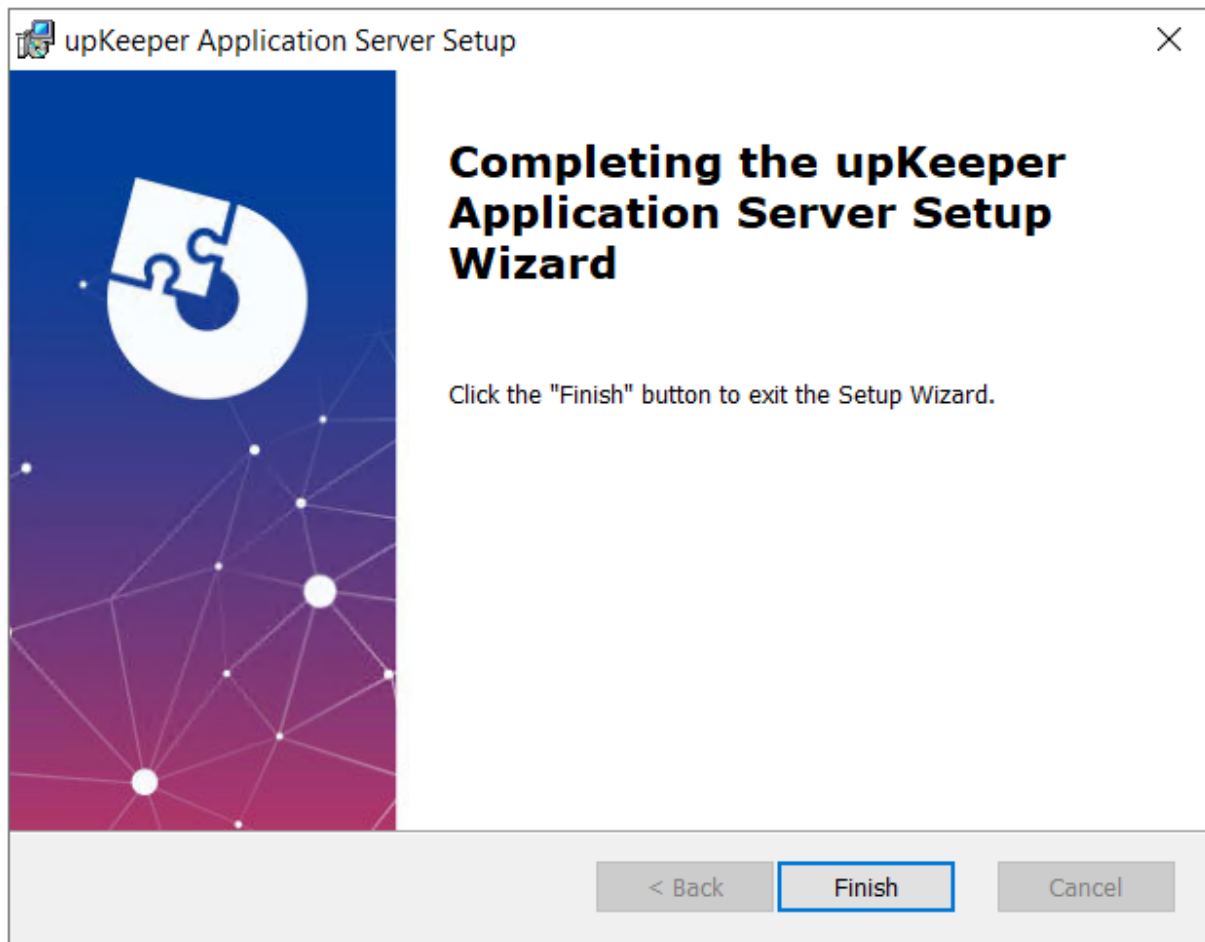 upKeeper Application Server Setup
Completing the upKeeper
Application Server Setup
Wizard
Click the "Finish" button to exit the Setup Wizard.
< Back
Finish
Cancel